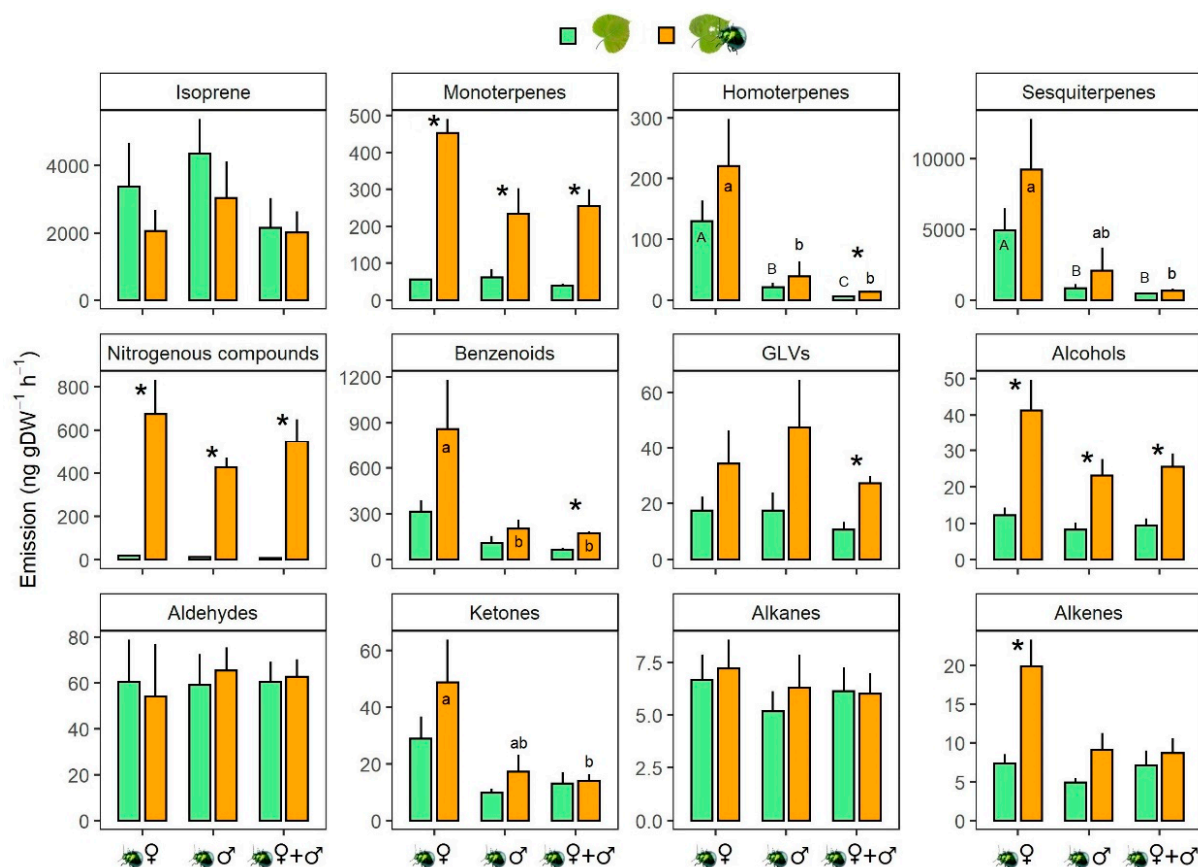 Isoprene Monoterpenes Homoterpenes Sesquiterpenes
4000
2000
0
*
*
*
500
400
300
200
100
0
A
a
B
b
C
b
*
300
200
100
0
A
a
B
ab
B
b
10000
5000
0
Emission (ng gDW⁻¹ h⁻¹)
Nitrogenous compounds Benzenoids GLVs Alcohols
*
*
*
800
600
400
200
0
a
b
*
b
1200
900
600
300
0
*
60
40
20
0
*
*
*
50
40
30
20
10
0
Aldehydes Ketones Alkanes Alkenes
80
60
40
20
0
a
ab
b
60
40
20
0
7.5
5.0
2.5
0.0
*
20
15
10
5
0
♀ ♂ ♀+♂ ♀ ♂ ♀+♂ ♀ ♂ ♀+♂ ♀ ♂ ♀+♂